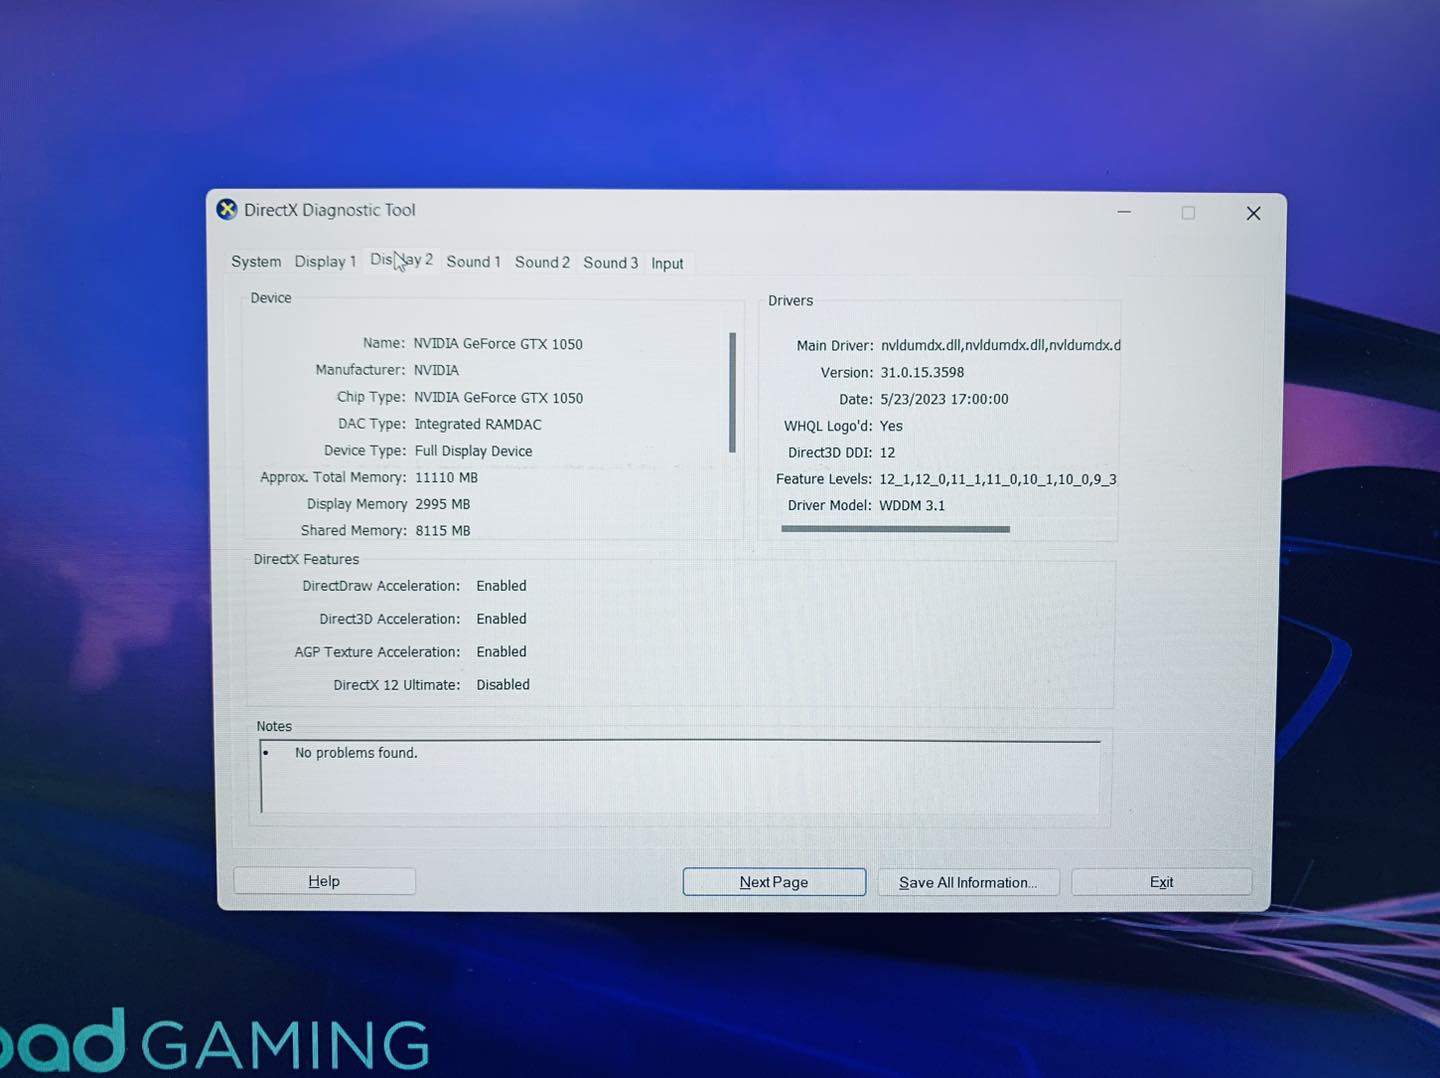 DirectX Diagnostic Tool
System Display 1 Display 2 Sound 1 Sound 2 Sound 3 Input
Device
Name: NVIDIA GeForce GTX 1050
Manufacturer: NVIDIA
Chip Type: NVIDIA GeForce GTX 1050
DAC Type: Integrated RAMDAC
Device Type: Full Display Device
Approx. Total Memory: 11110 MB
Display Memory 2995 MB
Shared Memory: 8115 MB
Drivers
Main Driver: nvldumdx.dll,nvldumdx.dll,nvldumdx.d
Version: 31.0.15.3598
Date: 5/23/2023 17:00:00
WHQL Logo'd: Yes
Direct3D DDI: 12
Feature Levels: 12_1,12_0,11_1,11_0,10_1,10_0,9_3
Driver Model: WDDM 3.1
DirectX Features
DirectDraw Acceleration: Enabled
Direct3D Acceleration: Enabled
AGP Texture Acceleration: Enabled
DirectX 12 Ultimate: Disabled
Notes
• No problems found.
Help Next Page Save All Information... Exit
GAMING